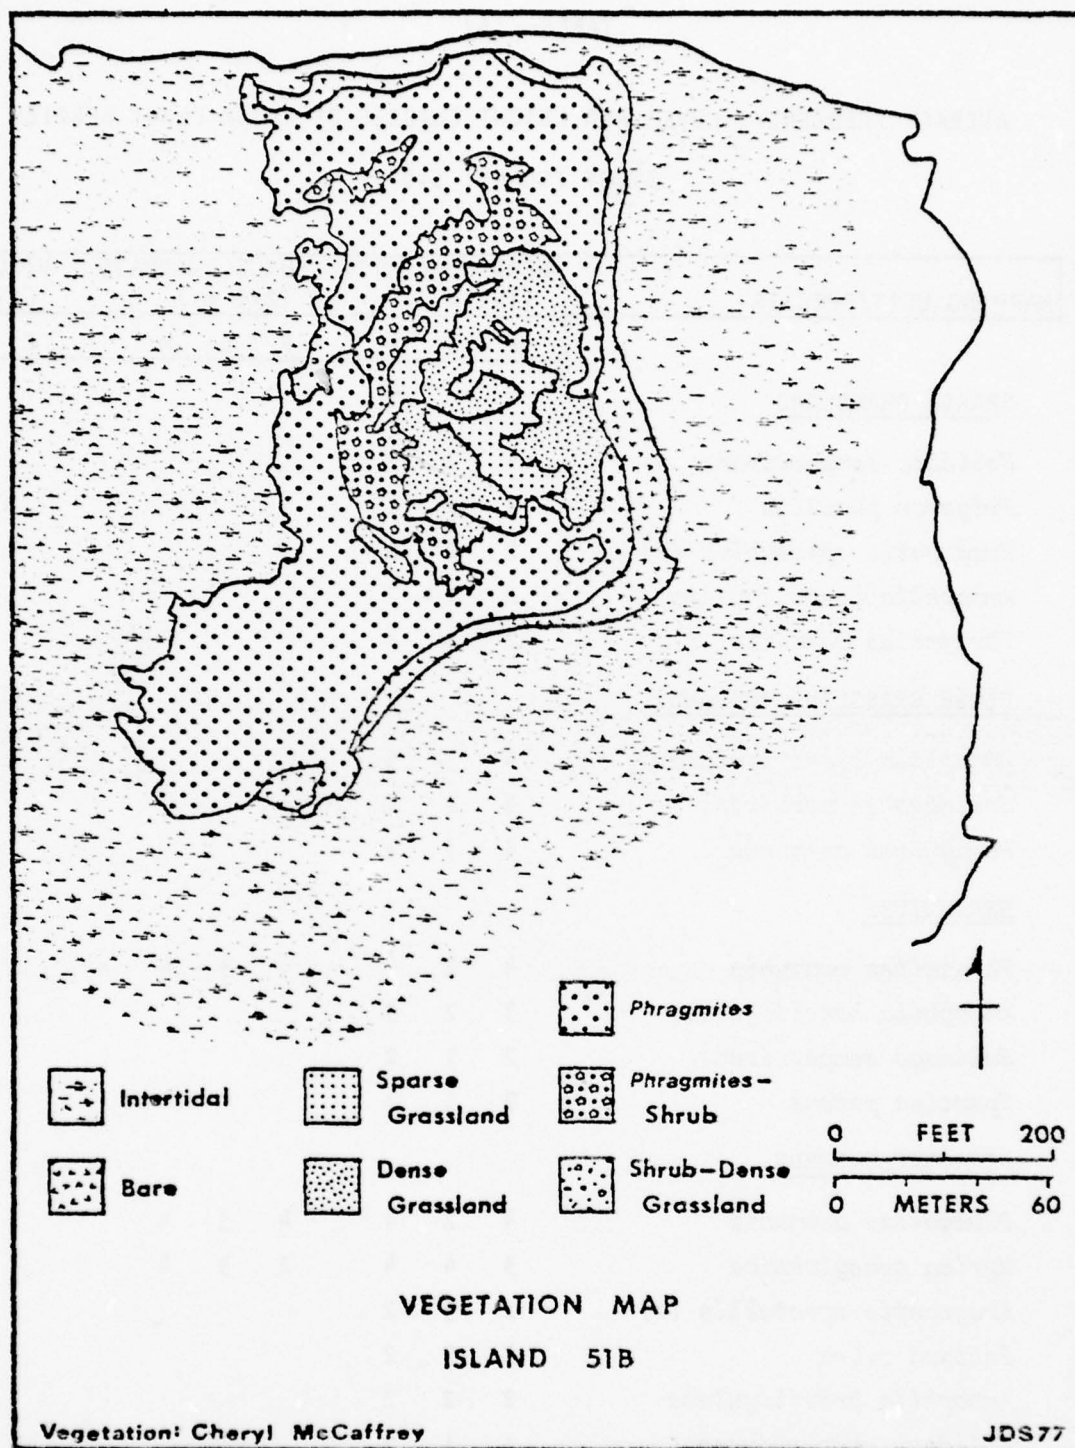 Phragmites
Intertidal
Sparse Grassland
Phragmites-Shrub
Bare
Dense Grassland
Shrub-Dense Grassland
0 FEET 200
0 METERS 60
VEGETATION MAP
ISLAND 51B
Vegetation: Cheryl McCaffrey
JDS77